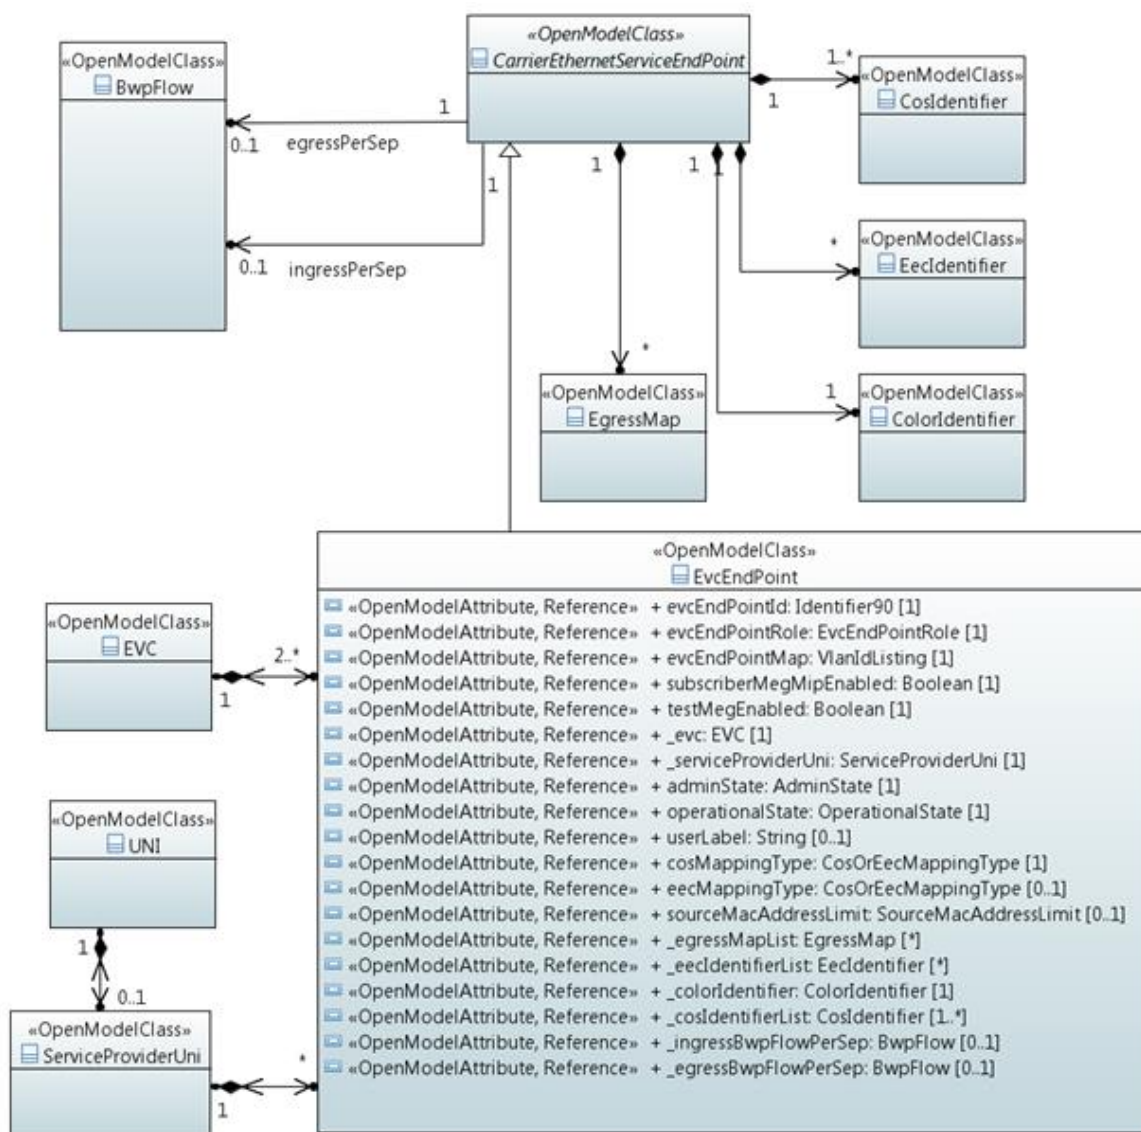 «OpenModelClass»
BwpFlow
«OpenModelClass»
CarrierEthernetServiceEndPoint
«OpenModelClass»
CosIdentifier
1..*
1
1
0..1
egressPerSep
1
0..1
ingressPerSep
1
1
1
*
«OpenModelClass»
EecIdentifier
*
«OpenModelClass»
EgressMap
1
«OpenModelClass»
ColorIdentifier
«OpenModelClass»
EvcEndPoint
«OpenModelAttribute, Reference» + evcEndPointId: Identifier90 [1]
«OpenModelAttribute, Reference» + evcEndPointRole: EvcEndPointRole [1]
«OpenModelAttribute, Reference» + evcEndPointMap: VlanIdListing [1]
«OpenModelAttribute, Reference» + subscriberMegMipEnabled: Boolean [1]
«OpenModelAttribute, Reference» + testMegEnabled: Boolean [1]
«OpenModelAttribute, Reference» + _evc: EVC [1]
«OpenModelAttribute, Reference» + _serviceProviderUni: ServiceProviderUni [1]
«OpenModelAttribute, Reference» + adminState: AdminState [1]
«OpenModelAttribute, Reference» + operationalState: OperationalState [1]
«OpenModelAttribute, Reference» + userLabel: String [0..1]
«OpenModelAttribute, Reference» + cosMappingType: CosOrEecMappingType [1]
«OpenModelAttribute, Reference» + eecMappingType: CosOrEecMappingType [0..1]
«OpenModelAttribute, Reference» + sourceMacAddressLimit: SourceMacAddressLimit [0..1]
«OpenModelAttribute, Reference» + _egressMapList: EgressMap [*]
«OpenModelAttribute, Reference» + _eecIdentifierList: EecIdentifier [*]
«OpenModelAttribute, Reference» + _colorIdentifier: ColorIdentifier [1]
«OpenModelAttribute, Reference» + _cosIdentifierList: CosIdentifier [1..*]
«OpenModelAttribute, Reference» + _ingressBwpFlowPerSep: BwpFlow [0..1]
«OpenModelAttribute, Reference» + _egressBwpFlowPerSep: BwpFlow [0..1]
«OpenModelClass»
EVC
2..*
1
«OpenModelClass»
UNI
1
0..1
«OpenModelClass»
ServiceProviderUni
*
1